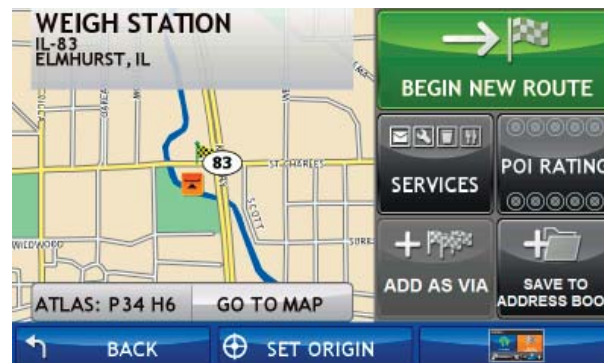 WEIGH STATION
IL-83
ELMHURST, IL
BEGIN NEW ROUTE
83
ST CHARLES
SCOTT
WILDWOOD
SERVICES
POI RATING
ADD AS VIA
SAVE TO
ADDRESS BOO
ATLAS: P34 H6
GO TO MAP
BACK
SET ORIGIN